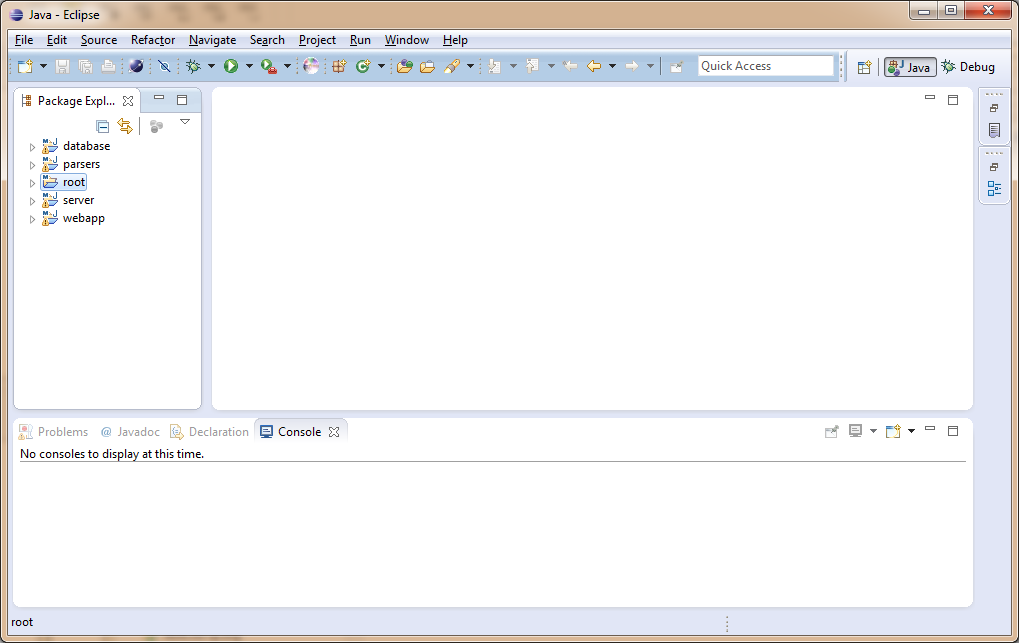 Java - Eclipse
File Edit Source Refactor Navigate Search Project Run Window Help
Quick Access Java Debug
Package Expl...
database
parsers
root
server
webapp
Problems @ Javadoc Declaration Console
No consoles to display at this time.
root